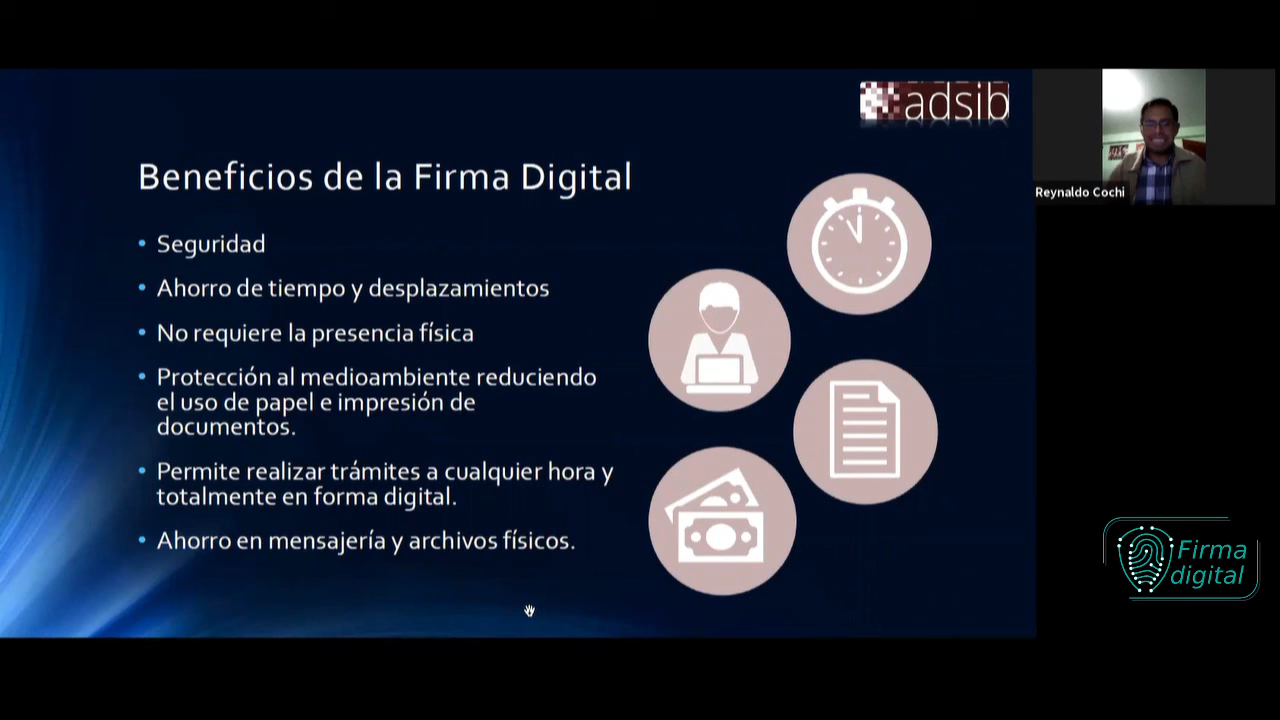 adsib
Beneficios de la Firma Digital
• Seguridad
• Ahorro de tiempo y desplazamientos
• No requiere la presencia física
• Protección al medioambiente reduciendo
el uso de papel e impresión de
documentos.
• Permite realizar trámites a cualquier hora y
totalmente en forma digital.
• Ahorro en mensajería y archivos físicos.
Reynaldo Cochi
Firma
digital